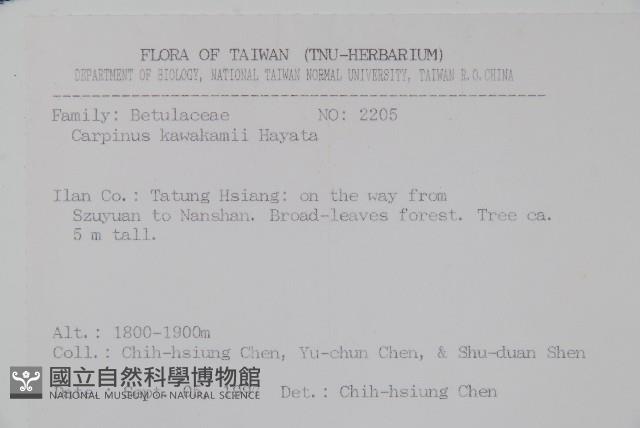 FLORA OF TAIWAN (TNU-HERBARIUM)
DEPARTMENT OF BIOLOGY, NATIONAL TAIWAN NORMAL UNIVERSITY, TAIWAN R.O.CHINA
Family: Betulaceae NO: 2205
Carpinus kawakamii Hayata
Ilan Co.: Tatung Hsiang: on the way from
Szuyuan to Nanshan. Broad-leaves forest. Tree ca.
5 m tall.
Alt.: 1800-1900m
Coll.: Chih-hsiung Chen, Yu-chun Chen, & Shu-duan Shen
國立自然科學博物館
NATIONAL MUSEUM OF NATURAL SCIENCE
Det.: Chih-hsiung Chen